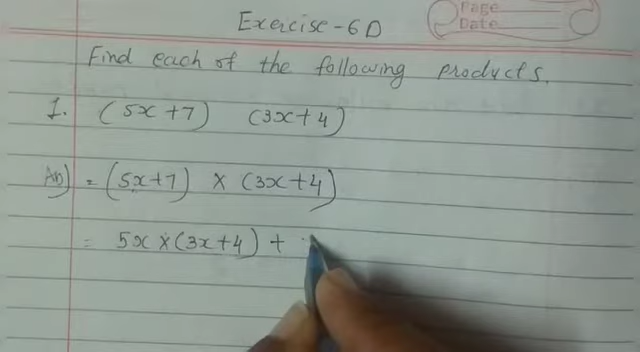 Page
Date
Exercise-6D
Find each of the following products.
1. (5x+7) (3x+4)
Ans) = (5x+7) × (3x+4)
= 5x × (3x+4) +